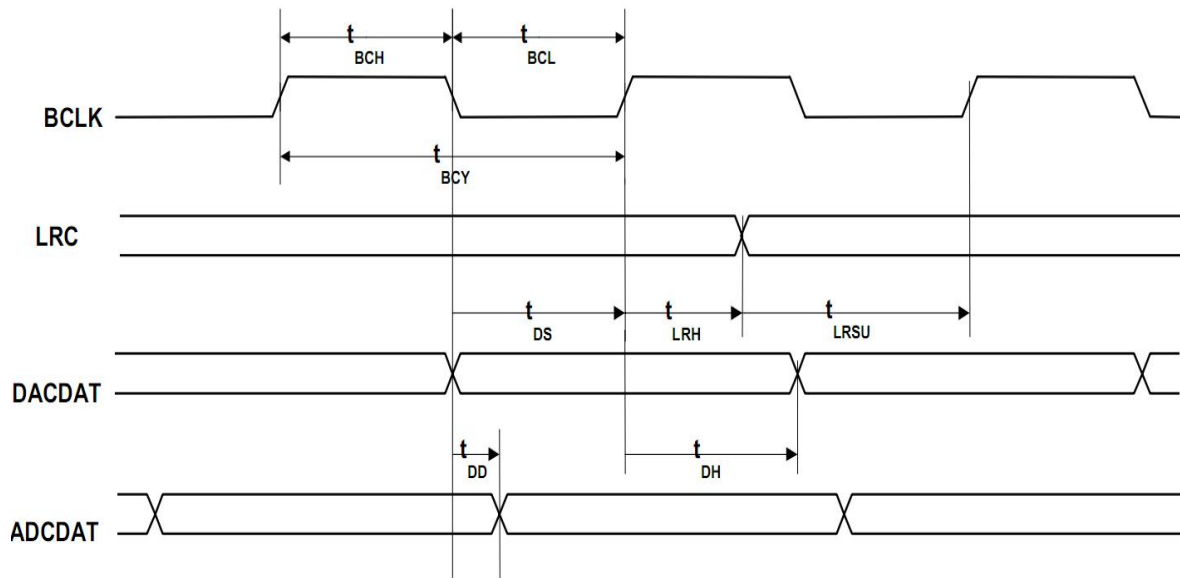 t BCH
t BCL
BCLK
t BCY
LRC
t DS
t LRH
t LRSU
DACDAT
t DD
t DH
ADCDAT